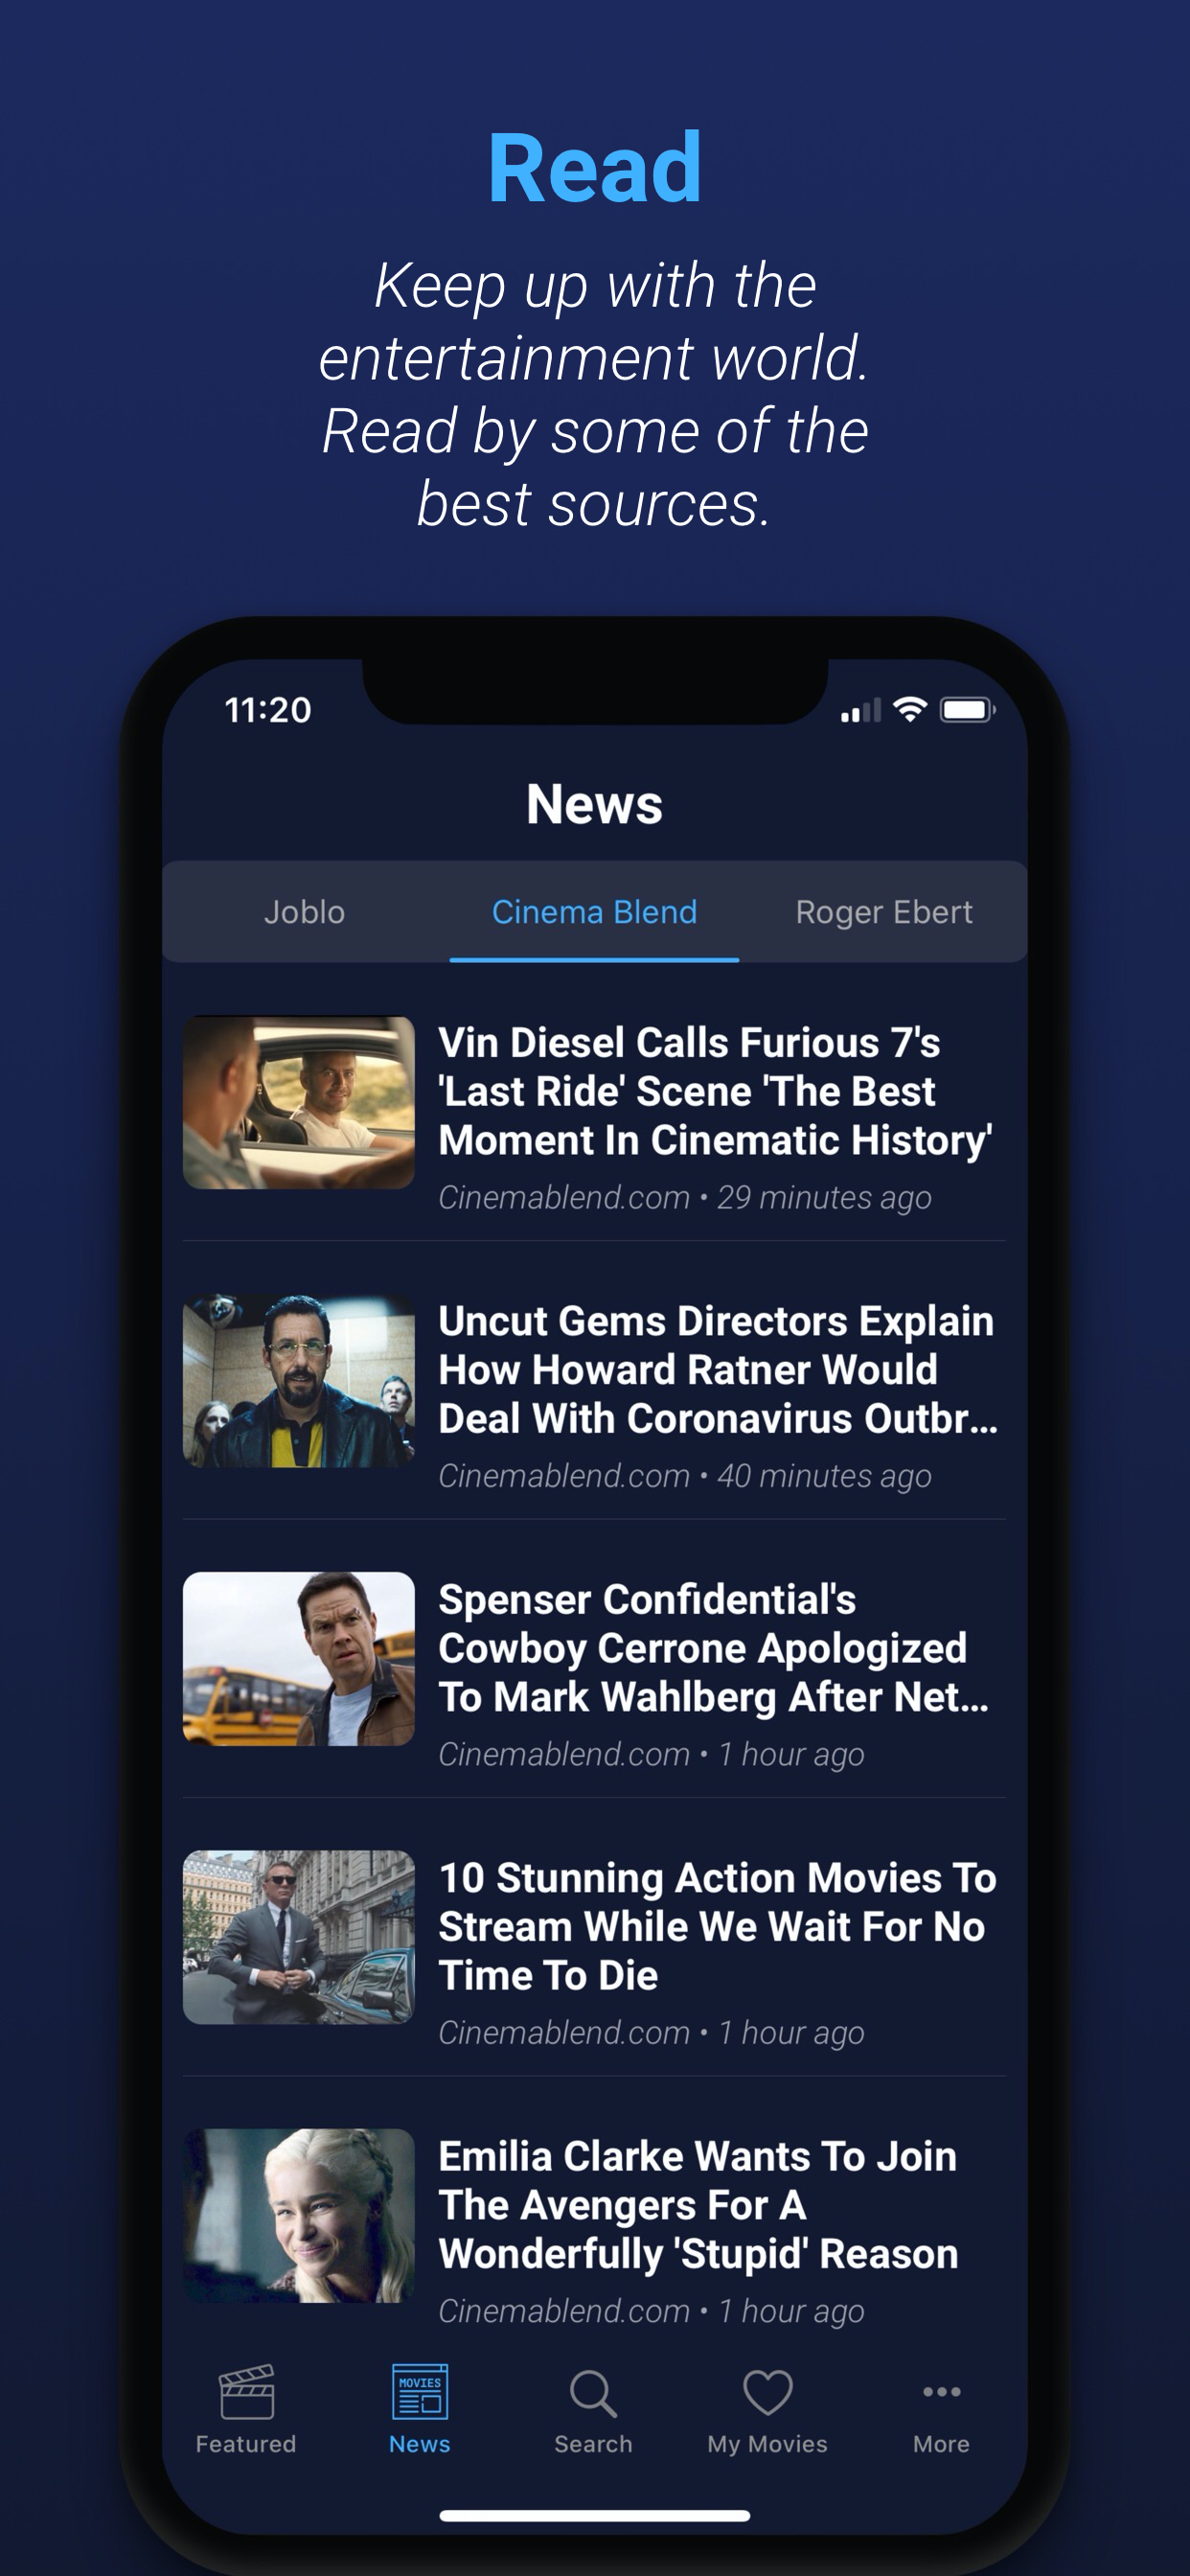 Read
Keep up with the
entertainment world.
Read by some of the
best sources.
11:20
News
Joblo
Cinema Blend
Roger Ebert
Vin Diesel Calls Furious 7's
'Last Ride' Scene 'The Best
Moment In Cinematic History'
Cinemablend.com • 29 minutes ago
Uncut Gems Directors Explain
How Howard Ratner Would
Deal With Coronavirus Outbr...
Cinemablend.com • 40 minutes ago
Spenser Confidential's
Cowboy Cerrone Apologized
To Mark Wahlberg After Net...
Cinemablend.com • 1 hour ago
10 Stunning Action Movies To
Stream While We Wait For No
Time To Die
Cinemablend.com • 1 hour ago
Emilia Clarke Wants To Join
The Avengers For A
Wonderfully 'Stupid' Reason
Cinemablend.com • 1 hour ago
MOVIES
Featured
News
Search
My Movies
More